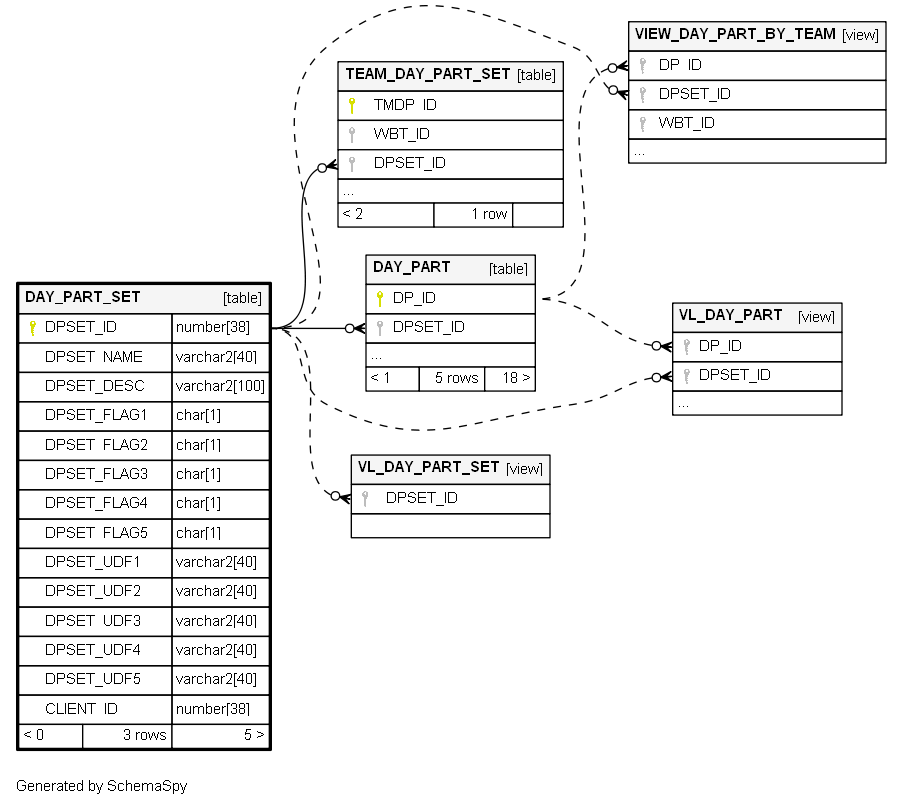 VIEW_DAY_PART_BY_TEAM [view]
DP_ID
DPSET_ID
WBT_ID
...
TEAM_DAY_PART_SET [table]
TMDP_ID
WBT_ID
DPSET_ID
...
< 2 1 row
DAY_PART [table]
DP_ID
DPSET_ID
...
< 1 5 rows 18 >
DAY_PART_SET [table]
DPSET_ID number[38]
DPSET_NAME varchar2[40]
DPSET_DESC varchar2[100]
DPSET_FLAG1 char[1]
DPSET_FLAG2 char[1]
DPSET_FLAG3 char[1]
DPSET_FLAG4 char[1]
DPSET_FLAG5 char[1]
DPSET_UDF1 varchar2[40]
DPSET_UDF2 varchar2[40]
DPSET_UDF3 varchar2[40]
DPSET_UDF4 varchar2[40]
DPSET_UDF5 varchar2[40]
CLIENT_ID number[38]
< 0 3 rows 5 >
VL_DAY_PART [view]
DP_ID
DPSET_ID
...
VL_DAY_PART_SET [view]
DPSET_ID
Generated by SchemaSpy